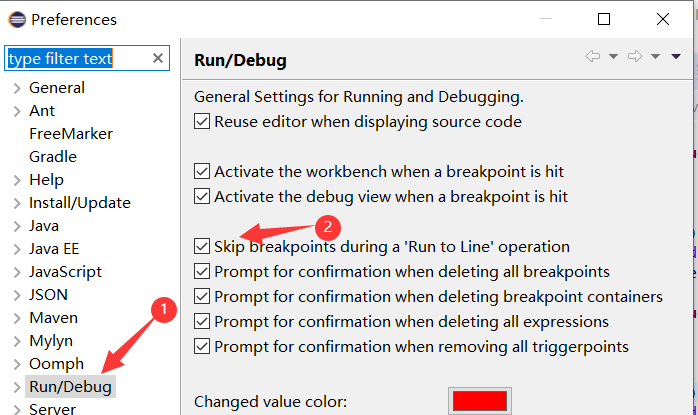 Preferences
type filter text
General
Ant
FreeMarker
Gradle
Help
Install/Update
Java
Java EE
JavaScript
JSON
Maven
Mylyn
Oomph
Run/Debug
Server
1
Run/Debug
General Settings for Running and Debugging.
Reuse editor when displaying source code
Activate the workbench when a breakpoint is hit
Activate the debug view when a breakpoint is hit
2
Skip breakpoints during a 'Run to Line' operation
Prompt for confirmation when deleting all breakpoints
Prompt for confirmation when deleting breakpoint containers
Prompt for confirmation when deleting all expressions
Prompt for confirmation when removing all triggerpoints
Changed value color: